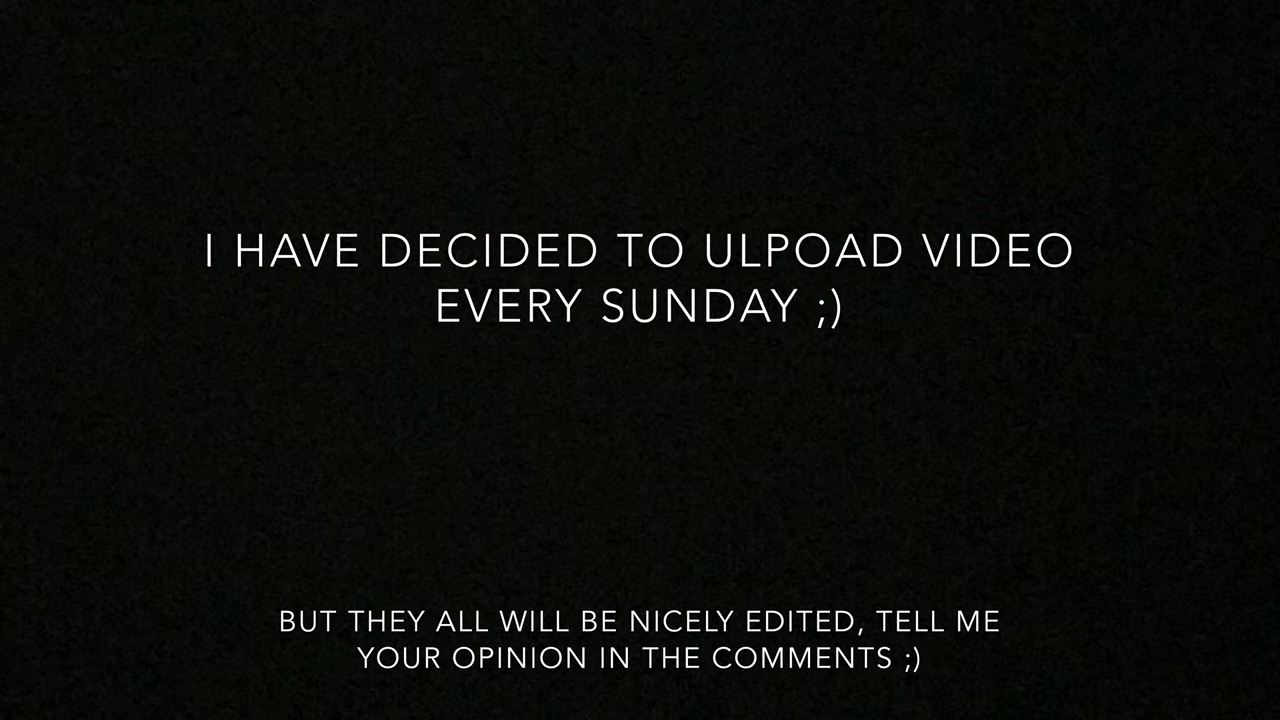 I HAVE DECIDED TO ULPOAD VIDEO
EVERY SUNDAY ;)
BUT THEY ALL WILL BE NICELY EDITED, TELL ME
YOUR OPINION IN THE COMMENTS ;)